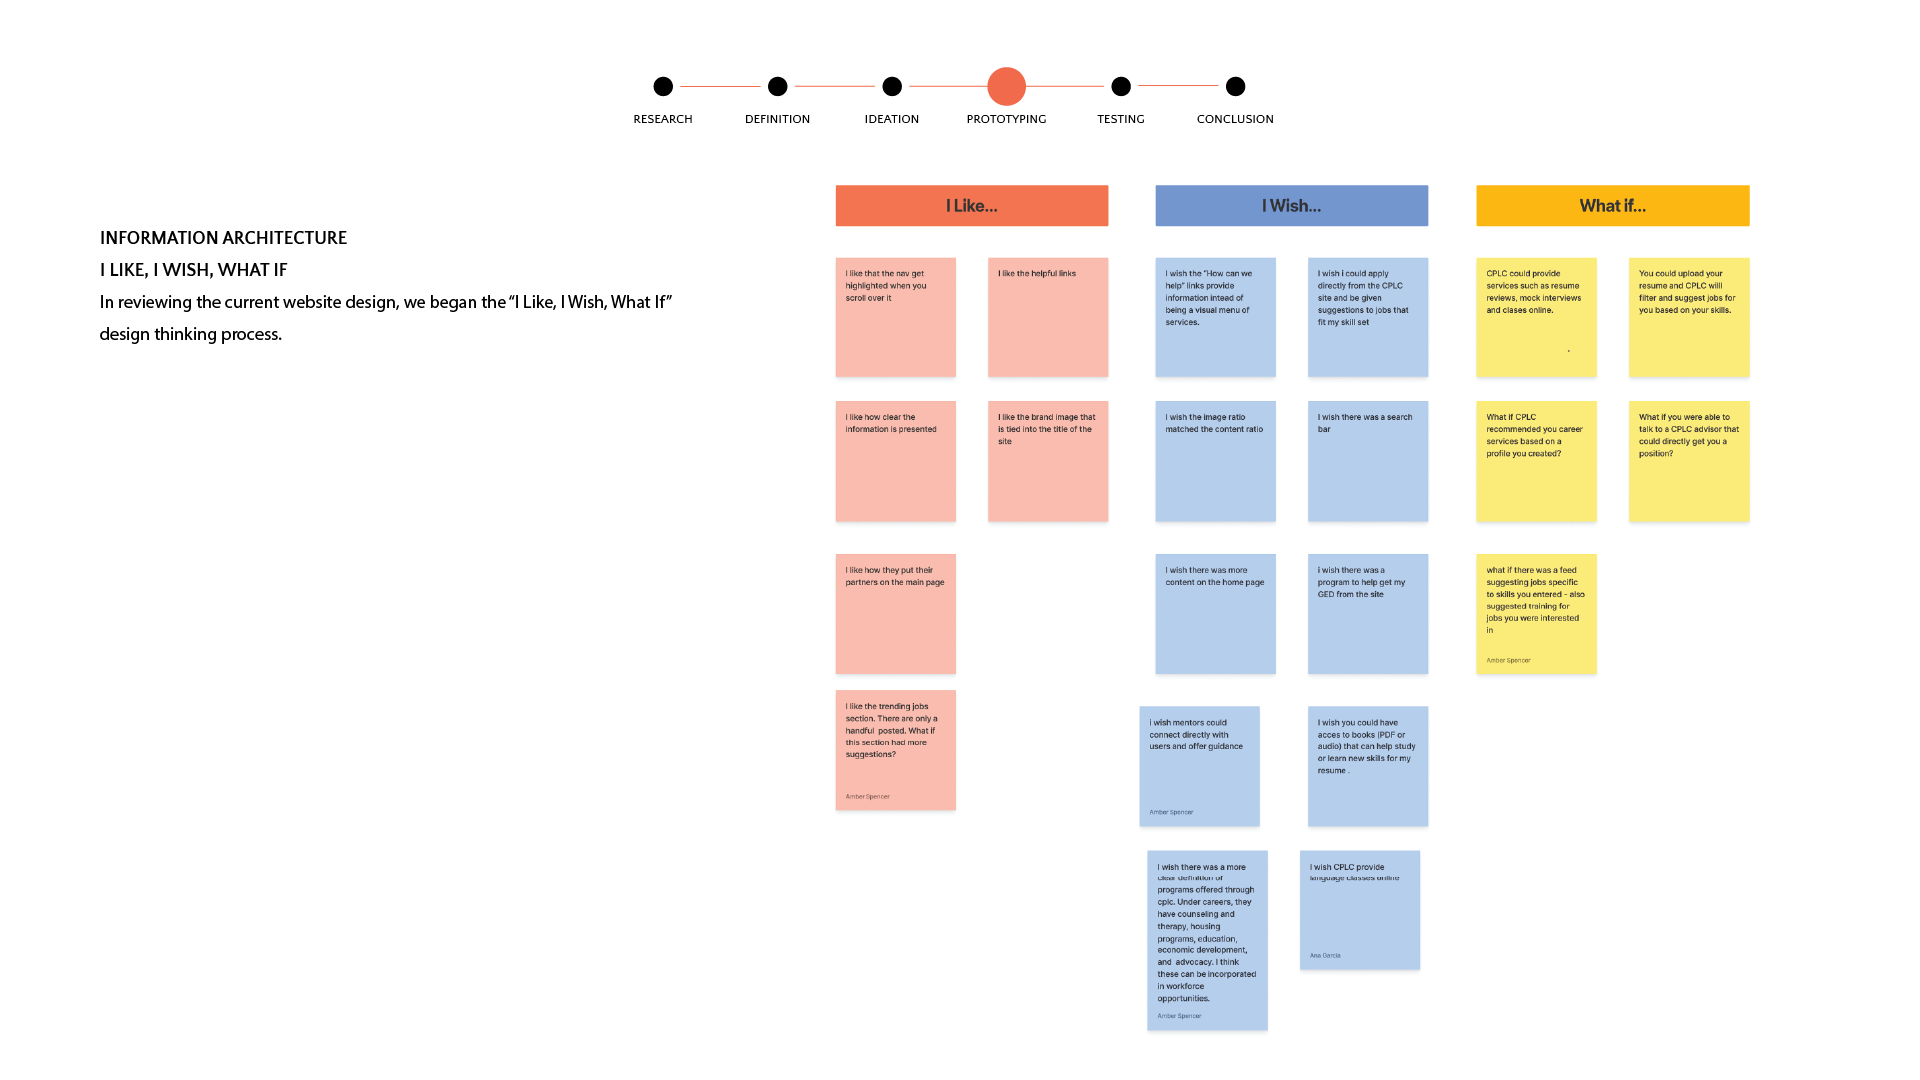 RESEARCH
DEFINITION
IDEATION
PROTOTYPING
TESTING
CONCLUSION
INFORMATION ARCHITECTURE
I LIKE, I WISH, WHAT IF
In reviewing the current website design, we began the “I Like, I Wish, What If”
design thinking process.
I Like...
I like that the nav get
highlighted when you
scroll over it
I like the helpful links
I like how clear the
information is presented
I like the brand image that
is tied into the title of the
site
I like how they put their
partners on the main page
I like the trending jobs
section. There are only a
handful posted. What if
this section had more
suggestions?
Amber Spencer
I Wish...
I wish the "How can we
help" links provide
information intead of
being a visual menu of
services.
I wish i could apply
directly from the CPLC
site and be given
suggestions to jobs that
fit my skill set
I wish the image ratio
matched the content ratio
I wish there was a search
bar
I wish there was more
content on the home page
i wish there was a
program to help get my
GED from the site
i wish mentors could
connect directly with
users and offer guidance
Amber Spencer
I wish you could have
acces to books (PDF or
audio) that can help study
or learn new skills for my
resume .
I wish there was a more
clear definition of
programs offered through
cplc. Under careers, they
have counseling and
therapy, housing
programs, education,
economic development,
and advocacy. I think
these can be incorporated
in workforce
opportunities.
Amber Spencer
I wish CPLC provide
language classes online
Ana Garcia
What if...
CPLC could provide
services such as resume
reviews, mock interviews
and clases online.
You could upload your
resume and CPLC willl
filter and suggest jobs for
you based on your skills.
What if CPLC
recommended you career
services based on a
profile you created?
What if you were able to
talk to a CPLC advisor that
could directly get you a
position?
what if there was a feed
suggesting jobs specific
to skills you entered - also
suggested training for
jobs you were interested
in
Amber Spencer